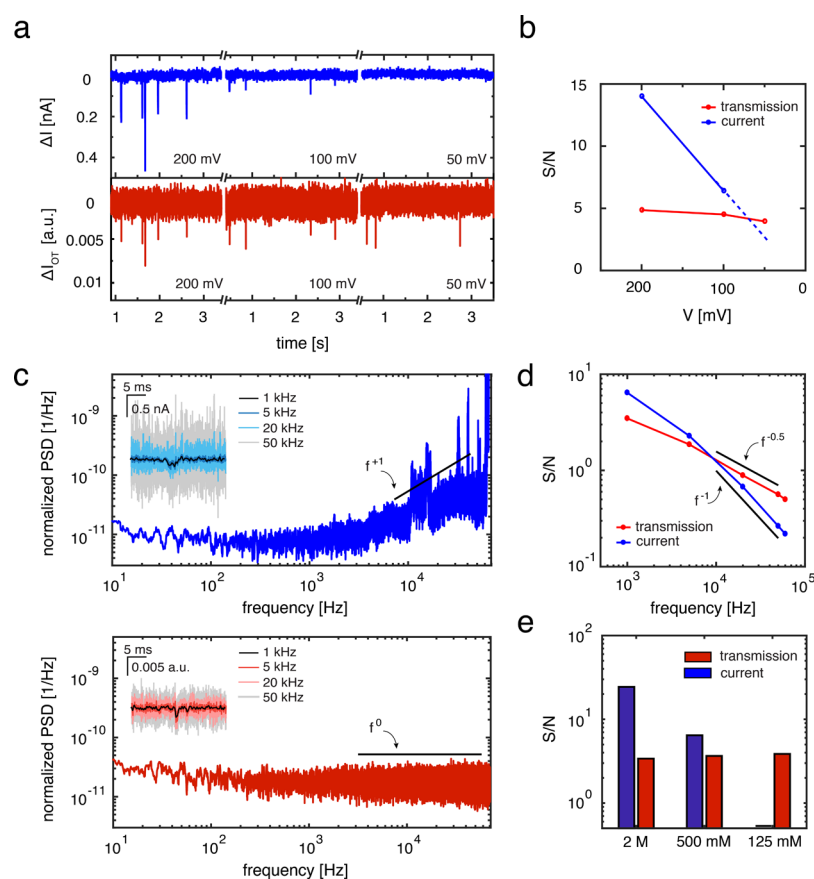 a
ΔI [nA]
0
0.2
0.4
200 mV
100 mV
50 mV
ΔI_OT [a.u.]
0
0.005
0.01
200 mV
100 mV
50 mV
1 2 3 1 2 3 1 2 3
time [s]
b
S/N
15
10
5
0
transmission
current
200 100 0
V [mV]
c
normalized PSD [1/Hz]
10^-9
10^-10
10^-11
5 ms
0.5 nA
1 kHz
5 kHz
20 kHz
50 kHz
f^+1
10^1 10^2 10^3 10^4
frequency [Hz]
normalized PSD [1/Hz]
10^-9
10^-10
10^-11
5 ms
0.005 a.u.
1 kHz
5 kHz
20 kHz
50 kHz
f^0
10^1 10^2 10^3 10^4
frequency [Hz]
d
S/N
10^1
10^0
10^-1
f^-0.5
f^-1
transmission
current
10^3 10^4 10^5
frequency [Hz]
e
S/N
10^2
10^1
10^0
transmission
current
2 M 500 mM 125 mM